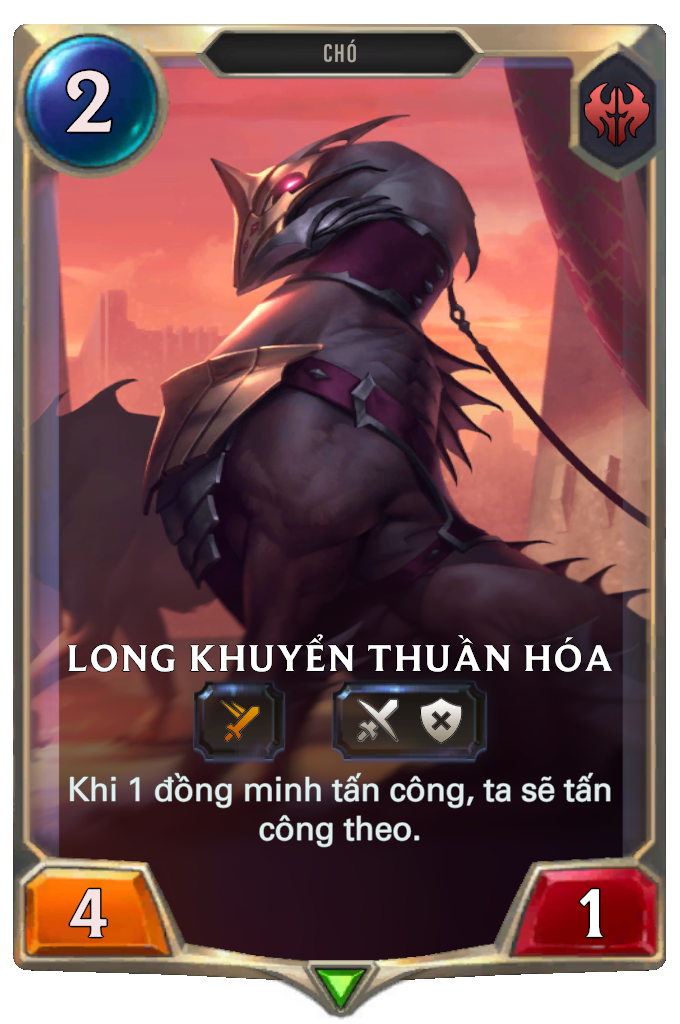 CHÓ
2
LONG KHUYỂN THUẦN HÓA
Khi 1 đồng minh tấn công, ta sẽ tấn
công theo.
4
1